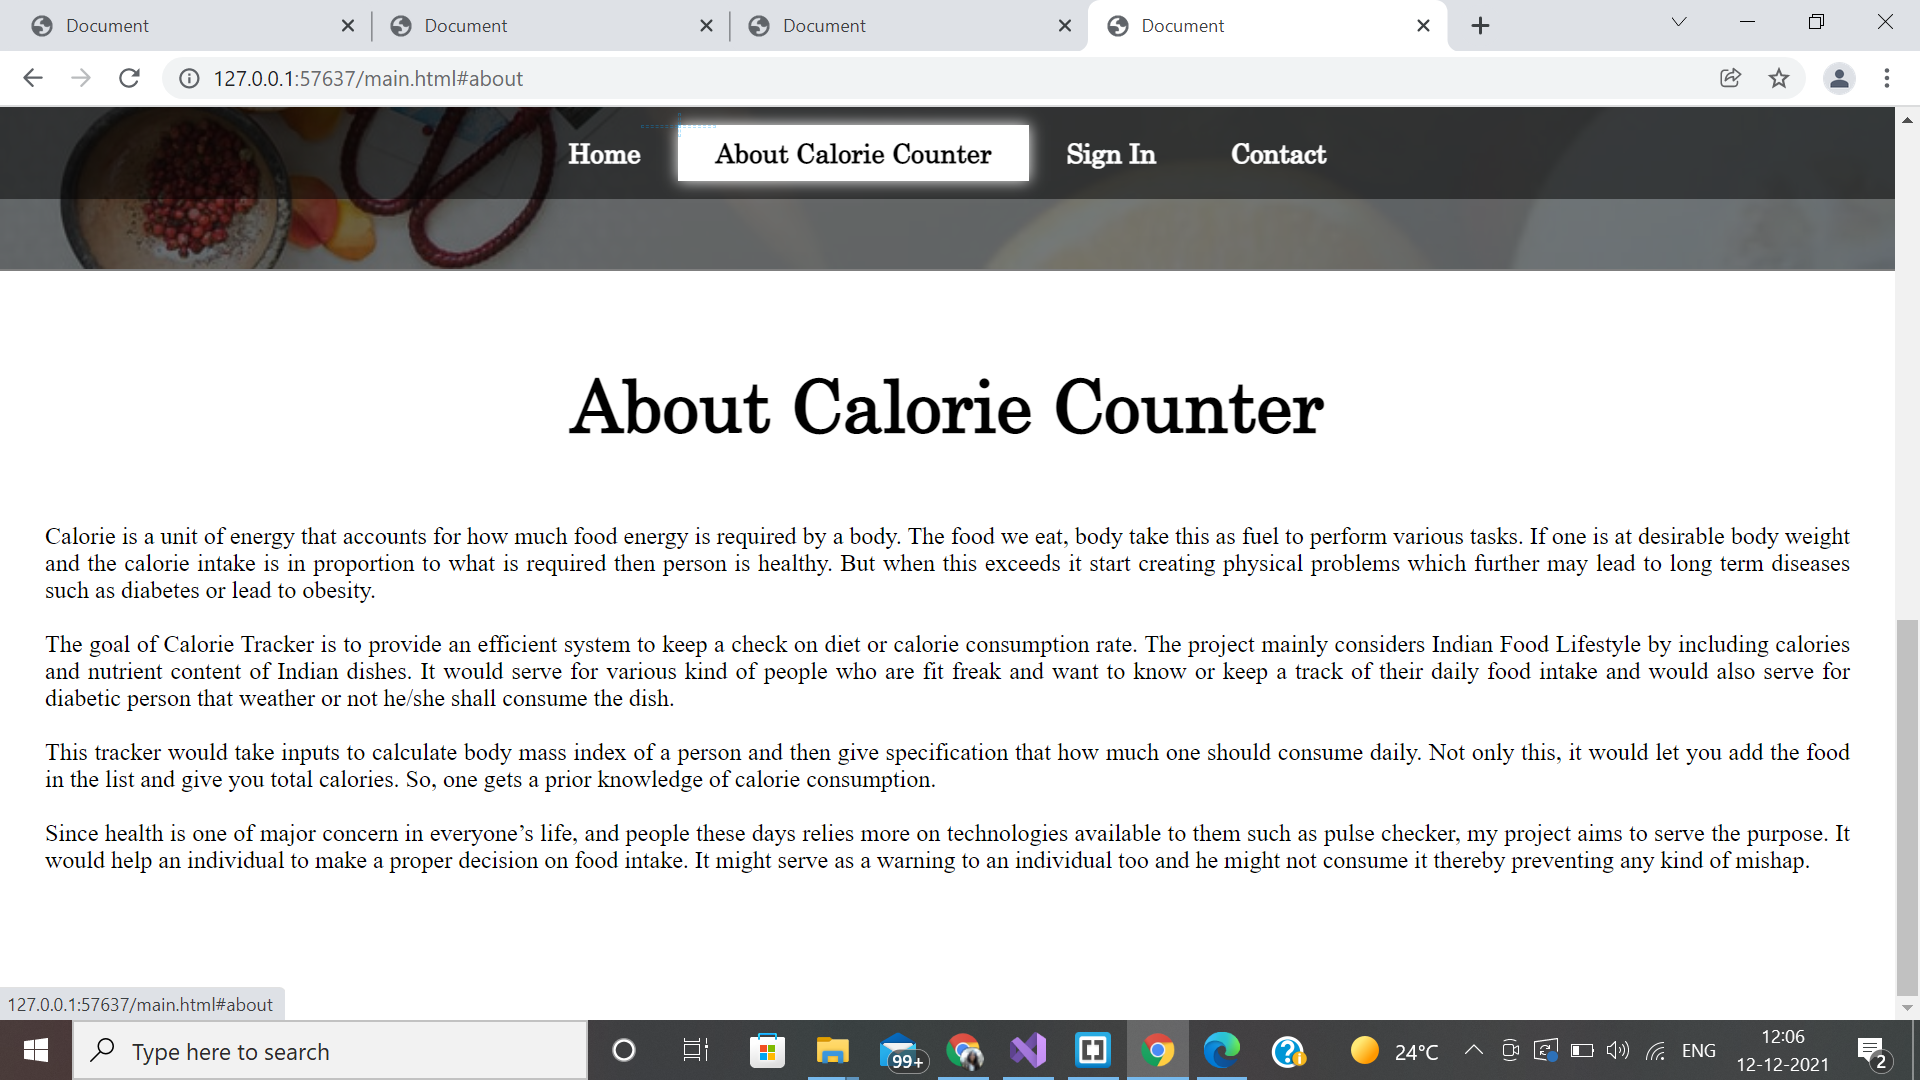 Document
Document
Document
Document
127.0.0.1:57637/main.html#about
Home
About Calorie Counter
Sign In
Contact
About Calorie Counter
Calorie is a unit of energy that accounts for how much food energy is required by a body. The food we eat, body take this as fuel to perform various tasks. If one is at desirable body weight
and the calorie intake is in proportion to what is required then person is healthy. But when this exceeds it start creating physical problems which further may lead to long term diseases
such as diabetes or lead to obesity.
The goal of Calorie Tracker is to provide an efficient system to keep a check on diet or calorie consumption rate. The project mainly considers Indian Food Lifestyle by including calories
and nutrient content of Indian dishes. It would serve for various kind of people who are fit freak and want to know or keep a track of their daily food intake and would also serve for
diabetic person that weather or not he/she shall consume the dish.
This tracker would take inputs to calculate body mass index of a person and then give specification that how much one should consume daily. Not only this, it would let you add the food
in the list and give you total calories. So, one gets a prior knowledge of calorie consumption.
Since health is one of major concern in everyone’s life, and people these days relies more on technologies available to them such as pulse checker, my project aims to serve the purpose. It
would help an individual to make a proper decision on food intake. It might serve as a warning to an individual too and he might not consume it thereby preventing any kind of mishap.
127.0.0.1:57637/main.html#about
Type here to search
99+
24°C
ENG
12:06
12-12-2021
2